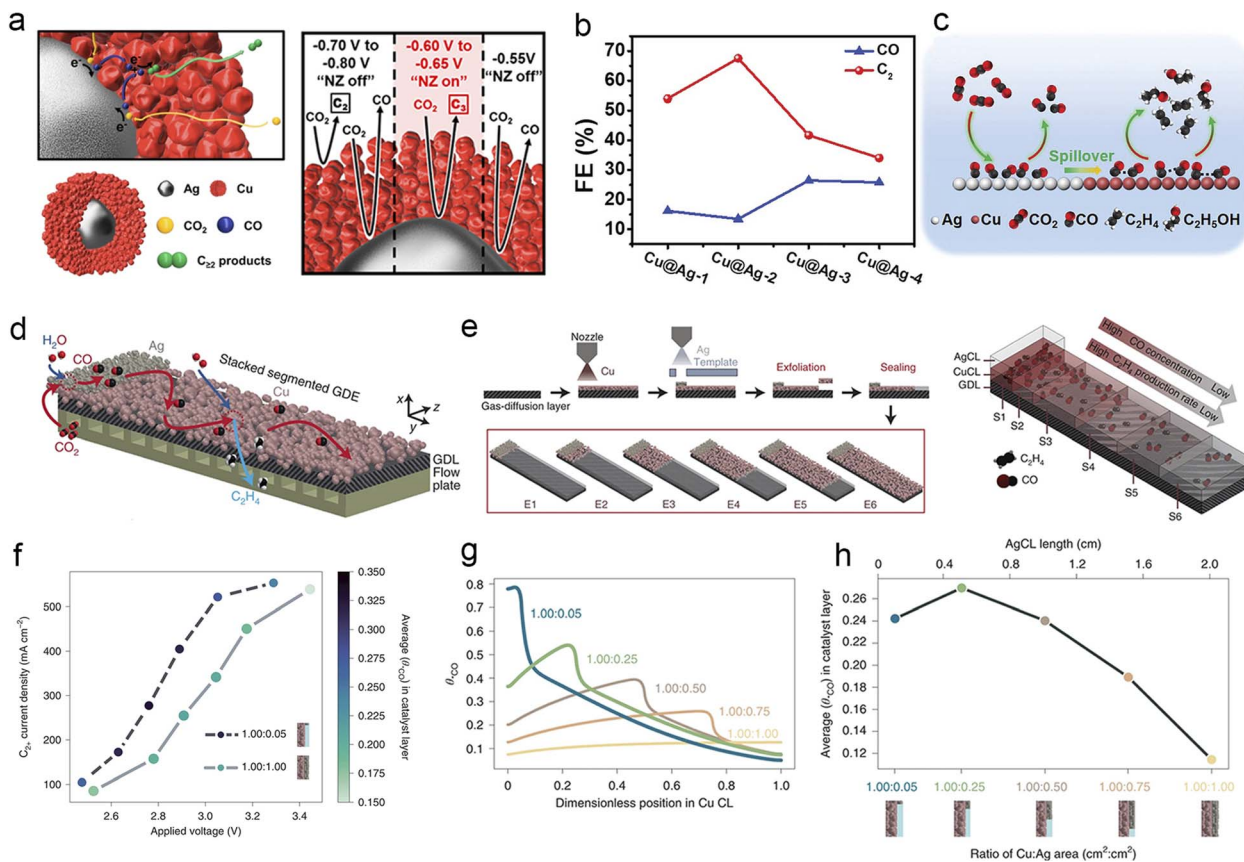 a
e-
e-
e-
Ag Cu
CO₂ CO
C≥2 products
-0.70 V to
-0.80 V
"NZ off"
-0.60 V to
-0.65 V
"NZ on"
-0.55V
"NZ off"
C₂
CO₂
CO
CO₂
C₃
CO₂
CO
b
FE (%)
70
60
50
40
30
20
10
CO
C₂
Cu@Ag-1
Cu@Ag-2
Cu@Ag-3
Cu@Ag-4
c
Spillover
Ag Cu CO₂ CO C₂H₄ C₂H₅OH
d
H₂O
CO
Ag
Stacked segmented GDE
Cu
CO₂
C₂H₄
x
z
y
GDL
Flow
plate
e
Nozzle
Cu
Ag
Template
Exfoliation
Sealing
Gas-diffusion layer
E1 E2 E3 E4 E5 E6
AgCL
CuCL
GDL
High CO concentration Low
High C₂H₄ production rate Low
S1
S2
S3
S4
S5
S6
C₂H₄
CO
f
C₂₊ current density (mA cm⁻²)
500
400
300
200
100
2.6 2.8 3.0 3.2 3.4
Applied voltage (V)
1.00:0.05
1.00:1.00
0.350
0.325
0.300
0.275
0.250
0.225
0.200
0.175
0.150
Average ⟨θ*CO⟩ in
catalyst layer
g
θ*CO
0.8
0.7
0.6
0.5
0.4
0.3
0.2
0.1
1.00:0.05
1.00:0.25
1.00:0.50
1.00:0.75
1.00:1.00
0 0.2 0.4 0.6 0.8 1.0
Dimensionless position in Cu CL
h
AgCL length (cm)
0 0.5 1.0 1.5 2.0
Average ⟨θ*CO⟩ in catalyst layer
0.26
0.24
0.22
0.20
0.18
0.16
0.14
0.12
1.00:0.05 1.00:0.25 1.00:0.50 1.00:0.75 1.00:1.00
Ratio of Cu:Ag area (cm²:cm²)